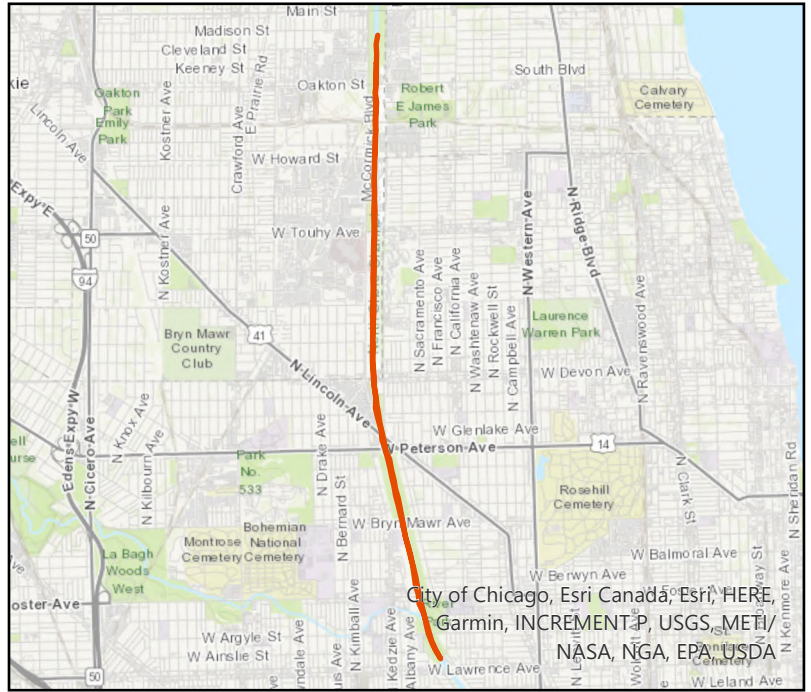 Main St
Madison St
Cleveland St
Keeney St
kie
Oakton St
South Blvd
Oakton
Park
Emily
Park
Robert
E James
Park
Calvary
Cemetery
Lincoln Ave
Kostner Ave
Crawford Ave
E Prairie Rd
McCormick Blvd
W Howard St
Expy E
50
W Touhy Ave
N Kostner Ave
94
N Western Ave
N Ridge Blvd
N Sacramento Ave
N Francisco Ave
N California Ave
N Washtenaw Ave
N Rockwell St
N Campbell Ave
N Ravenswood Ave
Laurence
Warren Park
Bryn Mawr
Country
Club
41
N Lincoln Ave
W Devon Ave
Edens Expy W
N Cicero Ave
N Knox Ave
N Kilbourn Ave
N Drake Ave
W Glenlake Ave
W Peterson Ave
14
ell
urse
Park
No.
533
N Bernard St
Rosehill
Cemetery
N Clark St
N Sheridan Rd
W Bryn Mawr Ave
Bohemian
National
Cemetery
Montrose
Cemetery
La Bagh
Woods
West
W Balmoral Ave
W Berwyn Ave
oster Ave
N Kimball Ave
N Kedzie Ave
Albany Ave
N Kenmore Ave
W Argyle St
W Ainslie St
W Lawrence Ave
W Leland Ave
50
City of Chicago, Esri Canada, Esri, HERE,
Garmin, INCREMENT P, USGS, METI/
NASA, NGA, EPA, USDA